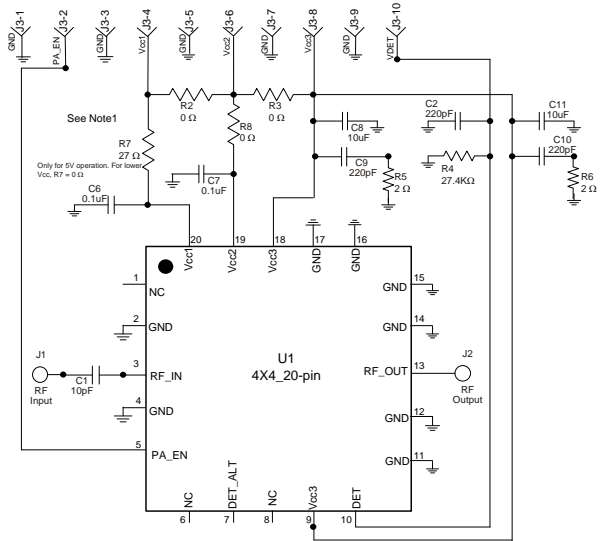 J3-1
J3-2
J3-3
J3-4
J3-5
J3-6
J3-7
J3-8
J3-9
J3-10
GND
PA_EN
GND
Vcc1
GND
Vcc2
GND
Vcc3
GND
VDET
See Note1
R2
0 Ω
R3
0 Ω
R7
27 Ω
Only for 5V operation. For lower
Vcc, R7 = 0 Ω
R8
0 Ω
C8
10uF
C2
220pF
C11
10uF
C9
220pF
R5
2 Ω
R4
27.4KΩ
C10
220pF
R6
2 Ω
C6
0.1uF
C7
0.1uF
20
19
18
17
16
Vcc1
Vcc2
Vcc3
GND
GND
1
NC
2
GND
3
RF_IN
4
GND
5
PA_EN
J1
RF
Input
C1
10pF
U1
4X4_20-pin
15
GND
14
GND
13
RF_OUT
J2
RF
Output
12
GND
11
GND
NC
DET_ALT
NC
Vcc3
DET
6
7
8
9
10